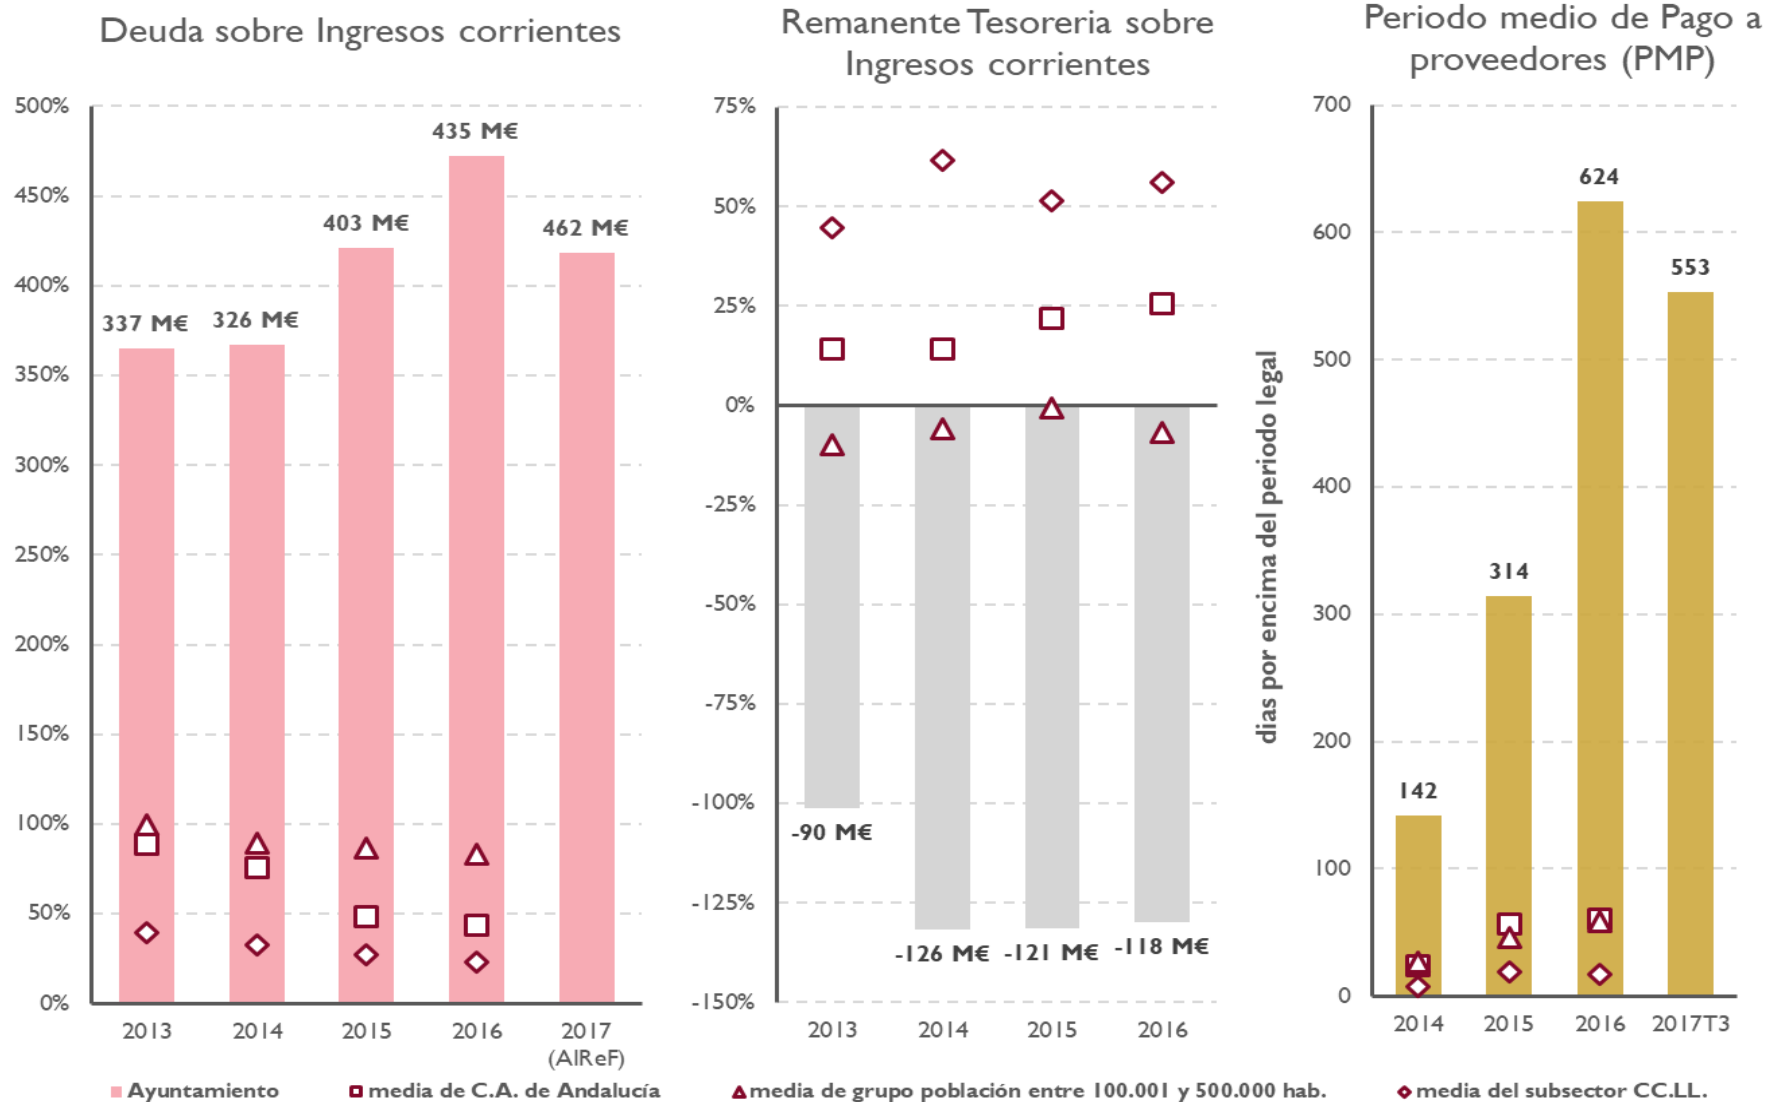 Deuda sobre Ingresos corrientes
500%
450%
400%
350%
300%
250%
200%
150%
100%
50%
0%
337 M€
326 M€
403 M€
435 M€
462 M€
2013
2014
2015
2016
2017
(AIReF)
Remanente Tesoreria sobre
Ingresos corrientes
75%
50%
25%
0%
-25%
-50%
-75%
-100%
-125%
-150%
-90 M€
-126 M€
-121 M€
-118 M€
2013
2014
2015
2016
Periodo medio de Pago a
proveedores (PMP)
dias por encima del periodo legal
700
600
500
400
300
200
100
0
142
314
624
553
2014
2015
2016
2017T3
Ayuntamiento
media de C.A. de Andalucía
media de grupo población entre 100.001 y 500.000 hab.
media del subsector CC.LL.